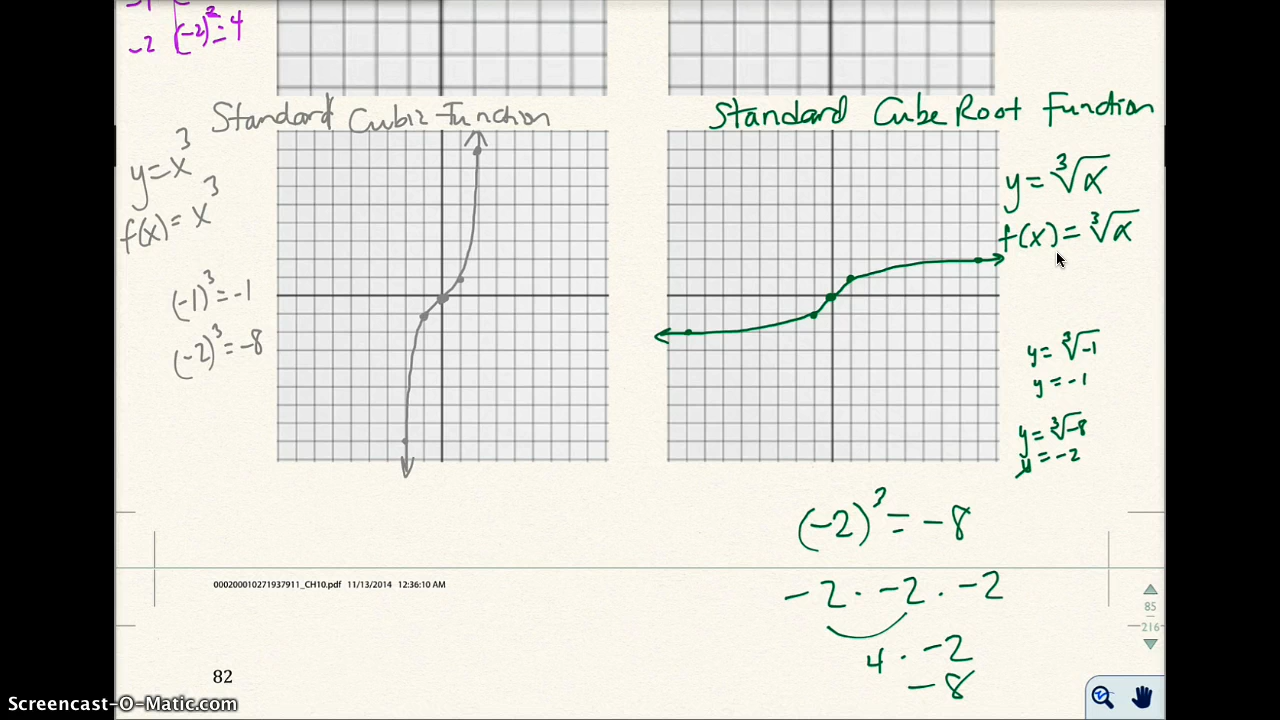 (-2)² = 4
-2
Standard Cubic Function
y = x³
f(x) = x³
(-1)³ = -1
(-2)³ = -8
Standard Cube Root Function
y = ∛x
f(x) = ∛x
y = ∛-1
y = -1
y = ∛-8
y = -2
(-2)³ = -8
-2 · -2 · -2
4 · -2
-8
000200010271937911_CH10.pdf 11/13/2014 12:36:10 AM
85
216
82
Screencast-O-Matic.com